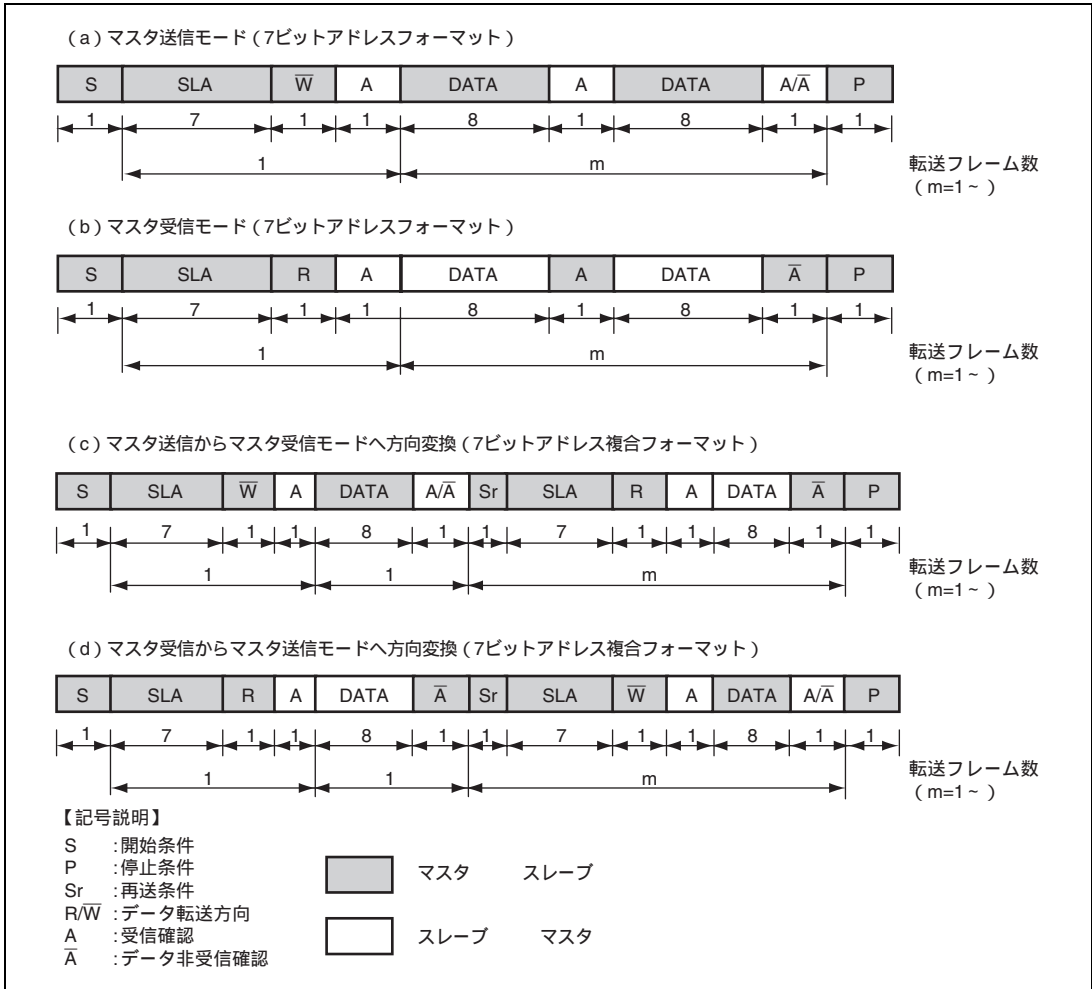 (a)マスタ送信モード(7ビットアドレスフォーマット)
S SLA W̅ A DATA A DATA A/A̅ P
1 7 1 1 8 1 8 1 1
1 m 転送フレーム数
(m=1~)
(b)マスタ受信モード(7ビットアドレスフォーマット)
S SLA R A DATA A DATA A̅ P
1 7 1 1 8 1 8 1 1
1 m 転送フレーム数
(m=1~)
(c)マスタ送信からマスタ受信モードへ方向変換(7ビットアドレス複合フォーマット)
S SLA W̅ A DATA A/A̅ Sr SLA R A DATA A̅ P
1 7 1 1 8 1 1 7 1 1 8 1 1
1 1 m 転送フレーム数
(m=1~)
(d)マスタ受信からマスタ送信モードへ方向変換(7ビットアドレス複合フォーマット)
S SLA R A DATA A̅ Sr SLA W̅ A DATA A/A̅ P
1 7 1 1 8 1 1 7 1 1 8 1 1
1 1 m 転送フレーム数
(m=1~)
【記号説明】
S :開始条件
P :停止条件
Sr :再送条件
R/W̅ :データ転送方向
A :受信確認
A̅ :データ非受信確認
マスタ スレーブ
スレーブ マスタ